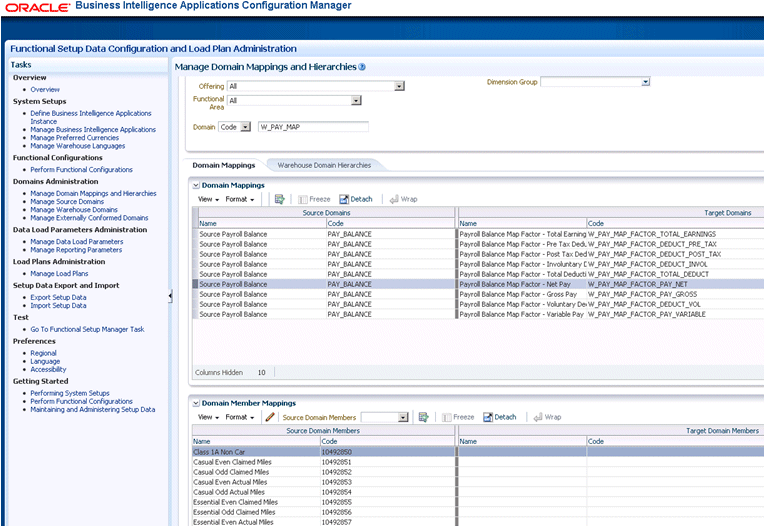 ORACLE Business Intelligence Applications Configuration Manager
Functional Setup Data Configuration and Load Plan Administration
Tasks
Overview
Overview
System Setups
Define Business Intelligence Applications
Instance
Manage Business Intelligence Applications
Manage Preferred Currencies
Manage Warehouse Languages
Functional Configurations
Perform Functional Configurations
Domains Administration
Manage Domain Mappings and Hierarchies
Manage Source Domains
Manage Warehouse Domains
Manage Externally Conformed Domains
Data Load Parameters Administration
Manage Data Load Parameters
Manage Reporting Parameters
Load Plans Administration
Manage Load Plans
Setup Data Export and Import
Export Setup Data
Import Setup Data
Test
Go To Functional Setup Manager Task
Preferences
Regional
Language
Accessibility
Getting Started
Performing System Setups
Perform Functional Configurations
Maintaining and Administering Setup Data
Manage Domain Mappings and Hierarchies
Offering All Dimension Group
Functional
Area All
Domain Code W_PAY_MAP
Domain Mappings Warehouse Domain Hierarchies
Domain Mappings
View Format Freeze Detach Wrap
Source Domains Target Domains
Name Code Name Code
Source Payroll Balance PAY_BALANCE Payroll Balance Map Factor - Total Earning W_PAY_MAP_FACTOR_TOTAL_EARNINGS
Source Payroll Balance PAY_BALANCE Payroll Balance Map Factor - Pre Tax Dedu W_PAY_MAP_FACTOR_DEDUCT_PRE_TAX
Source Payroll Balance PAY_BALANCE Payroll Balance Map Factor - Post Tax Ded W_PAY_MAP_FACTOR_DEDUCT_POST_TAX
Source Payroll Balance PAY_BALANCE Payroll Balance Map Factor - Involuntary D W_PAY_MAP_FACTOR_DEDUCT_INVOL
Source Payroll Balance PAY_BALANCE Payroll Balance Map Factor - Total Deducti W_PAY_MAP_FACTOR_TOTAL_DEDUCT
Source Payroll Balance PAY_BALANCE Payroll Balance Map Factor - Net Pay W_PAY_MAP_FACTOR_PAY_NET
Source Payroll Balance PAY_BALANCE Payroll Balance Map Factor - Gross Pay W_PAY_MAP_FACTOR_PAY_GROSS
Source Payroll Balance PAY_BALANCE Payroll Balance Map Factor - Voluntary De W_PAY_MAP_FACTOR_DEDUCT_VOL
Source Payroll Balance PAY_BALANCE Payroll Balance Map Factor - Variable Pay W_PAY_MAP_FACTOR_PAY_VARIABLE
Columns Hidden 10
Domain Member Mappings
View Format Source Domain Members Freeze Detach Wrap
Source Domain Members Target Domain Members
Name Code Name Code
Class 1A Non Car 10492850
Casual Even Claimed Miles 10492851
Casual Odd Claimed Miles 10492852
Casual Even Actual Miles 10492853
Casual Odd Actual Miles 10492854
Essential Even Claimed Miles 10492855
Essential Odd Claimed Miles 10492856
Essential Even Actual Miles 10492857